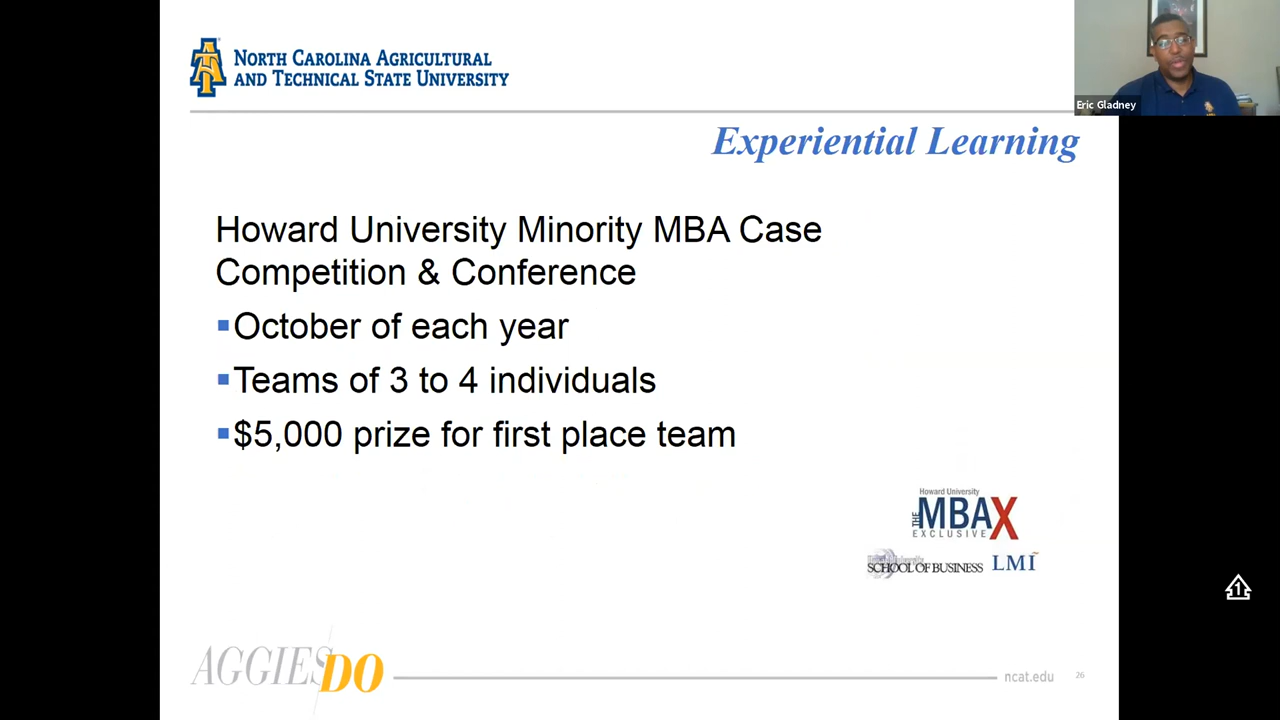 NORTH CAROLINA AGRICULTURAL
AND TECHNICAL STATE UNIVERSITY
Eric Gladney
Experiential Learning
Howard University Minority MBA Case
Competition & Conference
October of each year
Teams of 3 to 4 individuals
$5,000 prize for first place team
Howard University
THE MBAX
EXCLUSIVE
SCHOOL OF BUSINESS
LMI
1
AGGIES DO
ncat.edu
26